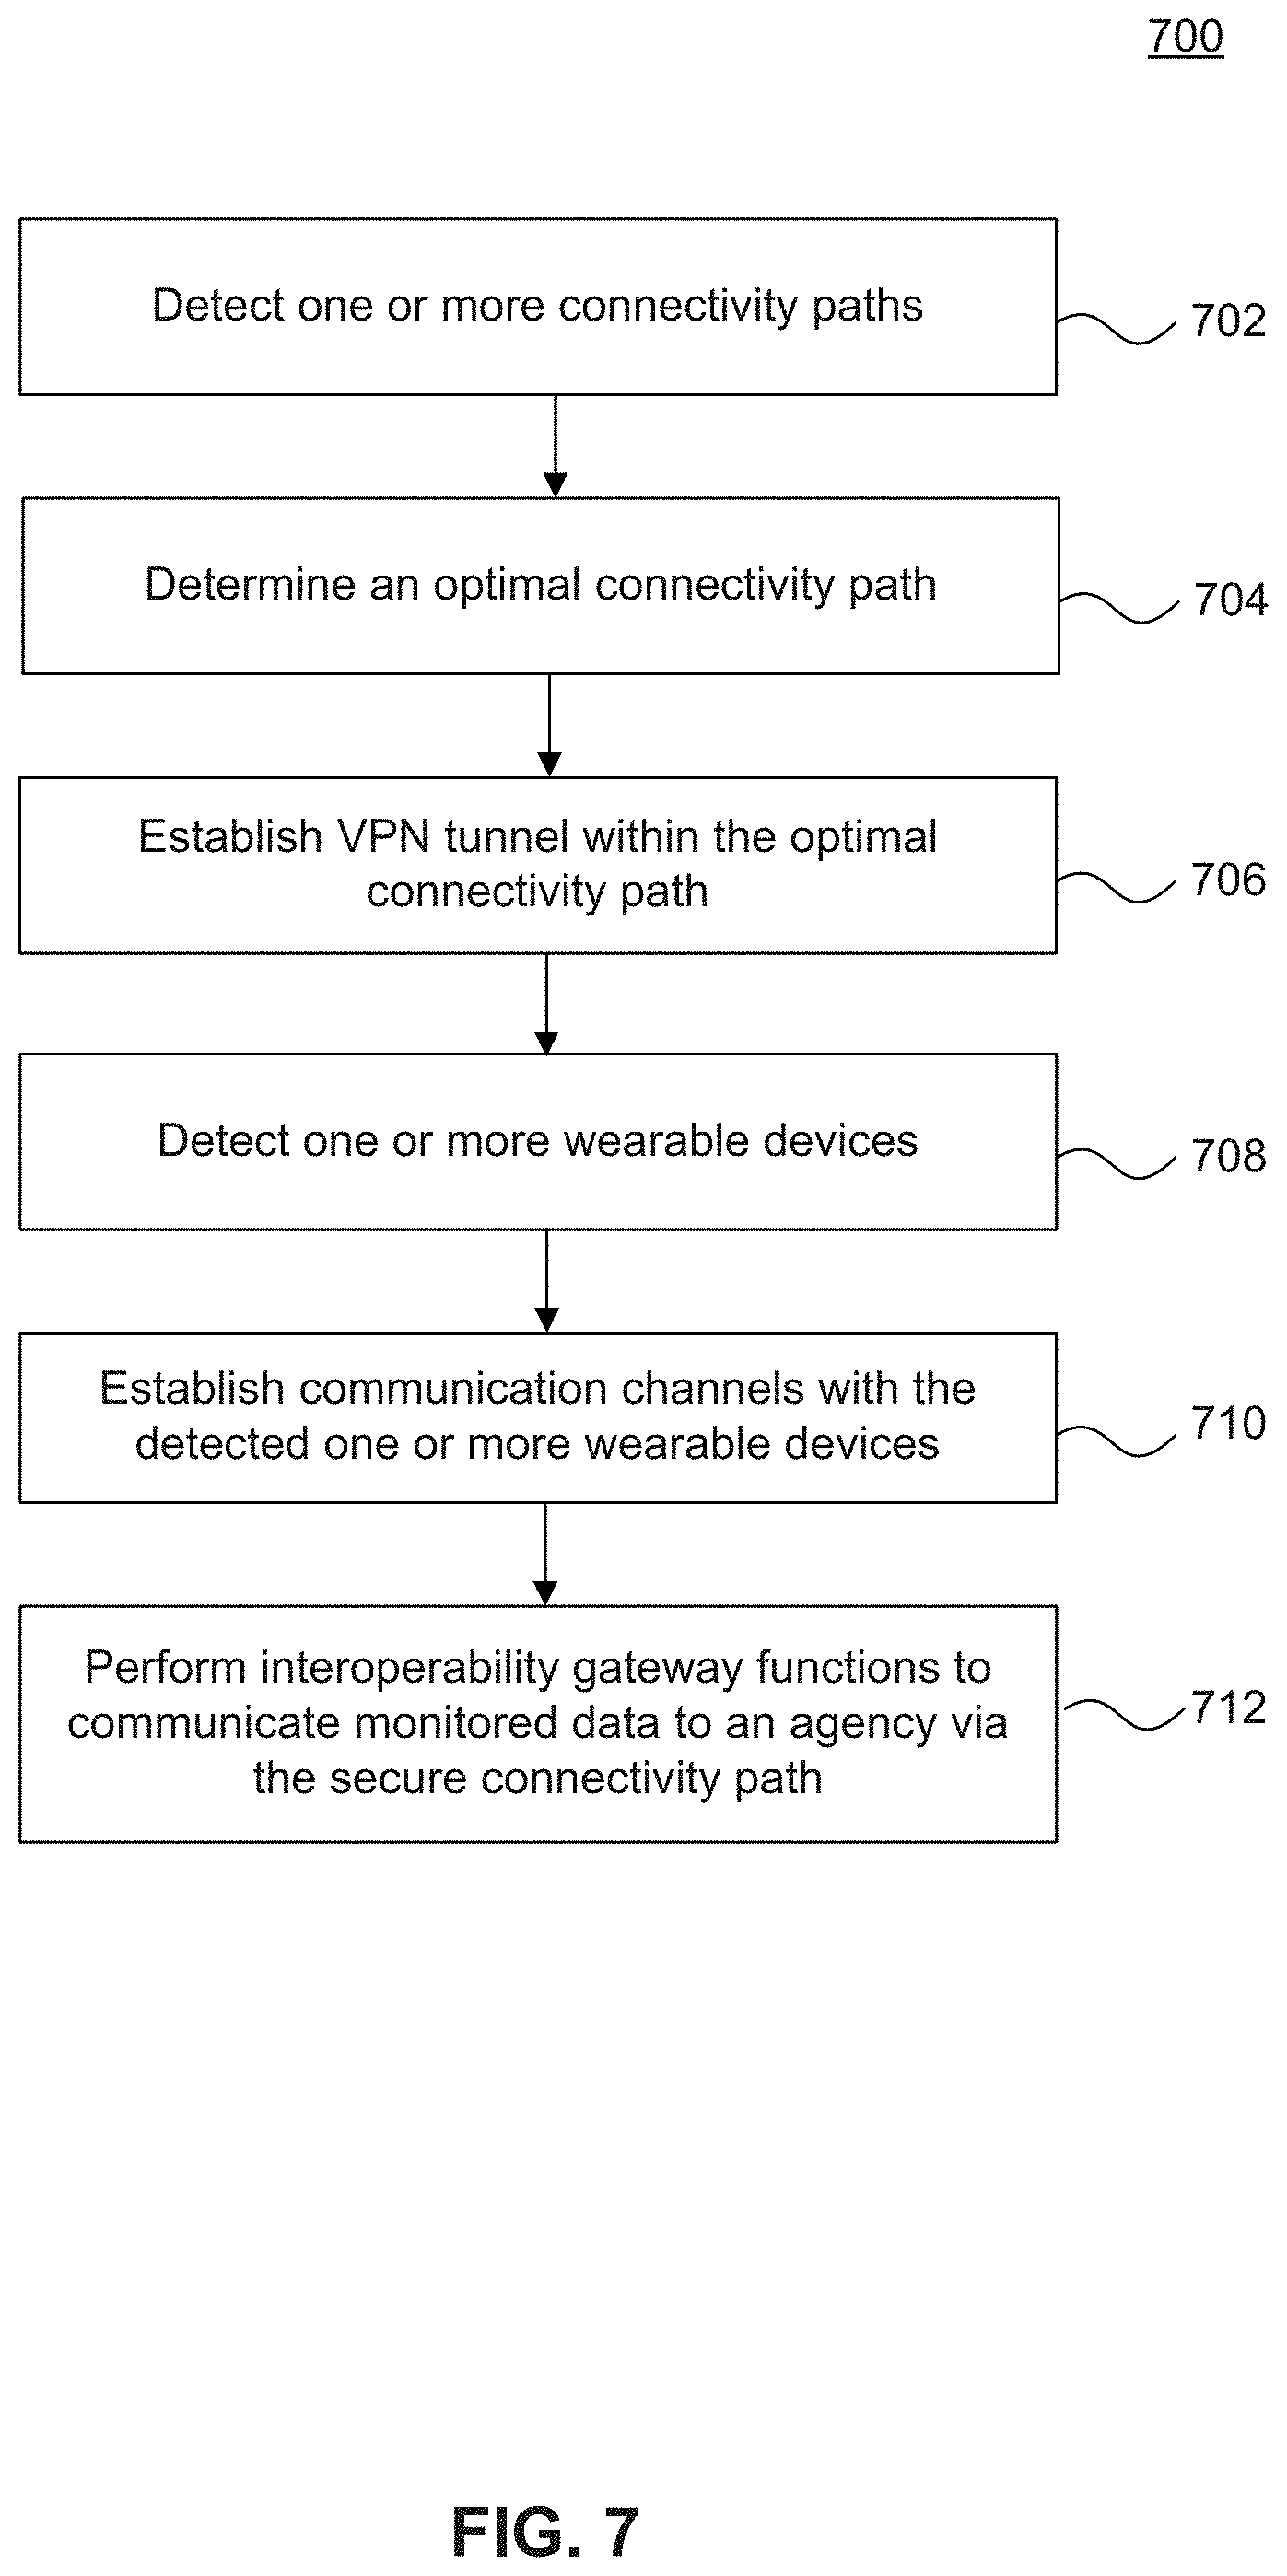 700
Detect one or more connectivity paths
702
Determine an optimal connectivity path
704
Establish VPN tunnel within the optimal
connectivity path
706
Detect one or more wearable devices
708
Establish communication channels with the
detected one or more wearable devices
710
Perform interoperability gateway functions to
communicate monitored data to an agency via
the secure connectivity path
712
FIG. 7